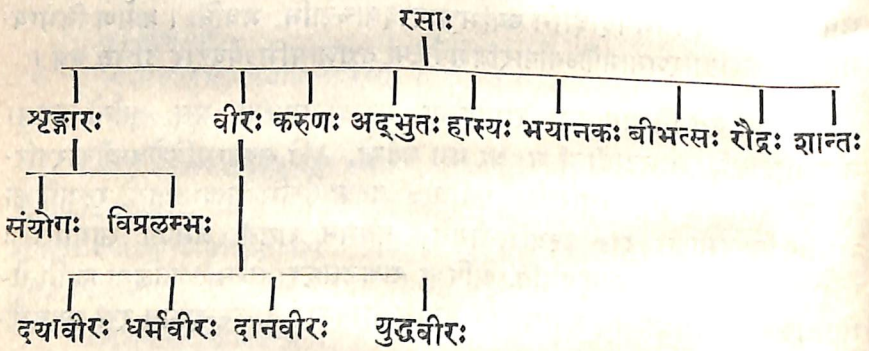 रसाः
शृङ्गारः वीरः करुणः अद्भुतः हास्यः भयानकः बीभत्सः रौद्रः शान्तः
संयोगः विप्रलम्भः
दयावीरः धर्मवीरः दानवीरः युद्धवीरः